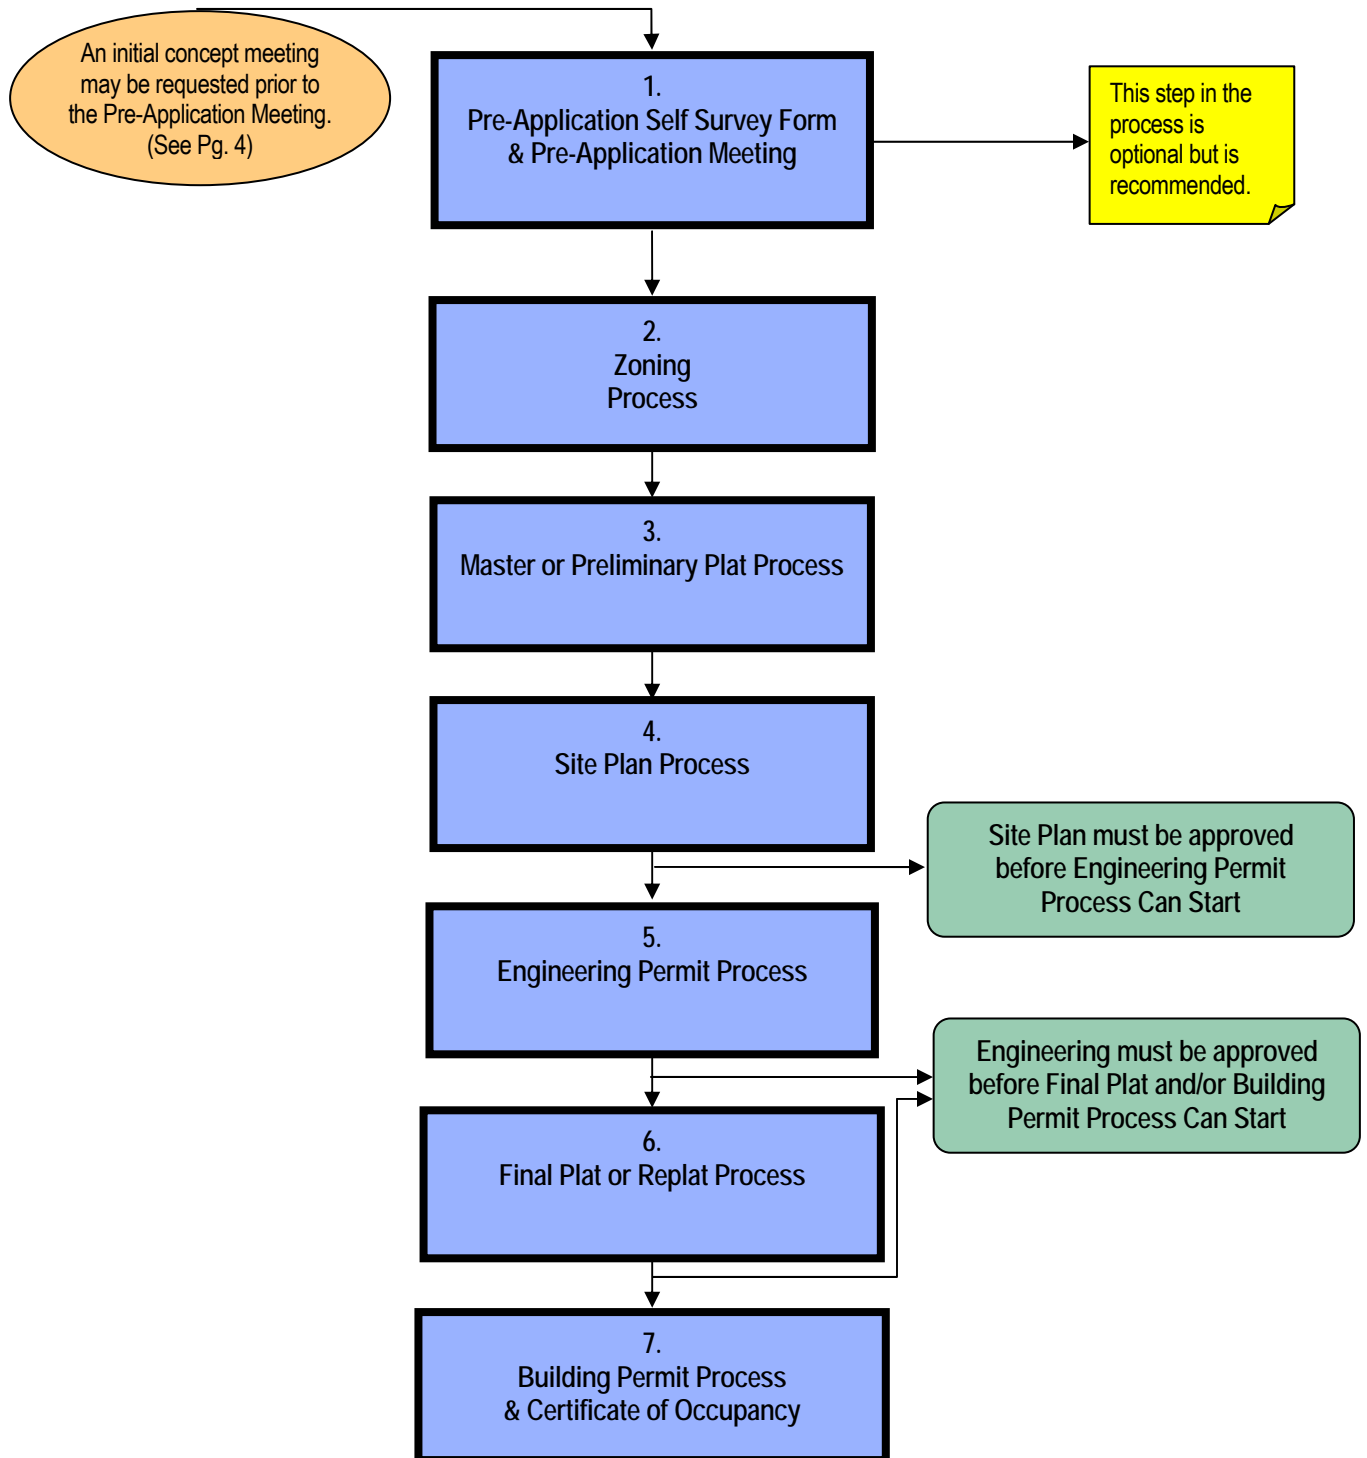 An initial concept meeting
may be requested prior to
the Pre-Application Meeting.
(See Pg. 4)
1.
Pre-Application Self Survey Form
& Pre-Application Meeting
This step in the
process is
optional but is
recommended.
2.
Zoning
Process
3.
Master or Preliminary Plat Process
4.
Site Plan Process
Site Plan must be approved
before Engineering Permit
Process Can Start
5.
Engineering Permit Process
Engineering must be approved
before Final Plat and/or Building
Permit Process Can Start
6.
Final Plat or Replat Process
7.
Building Permit Process
& Certificate of Occupancy